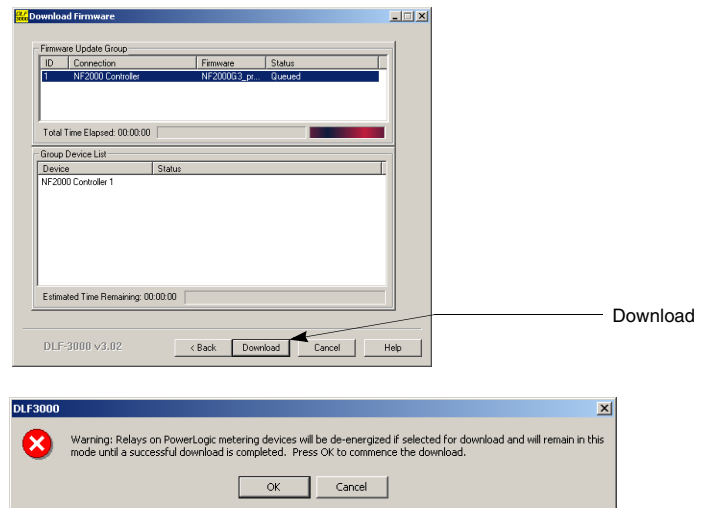 DLF 3000 Download Firmware
Firmware Update Group
ID Connection Firmware Status
1 NF2000 Controller NF2000G3_pr... Queued
Total Time Elapsed: 00:00:00
Group Device List
Device Status
NF2000 Controller 1
Estimated Time Remaining: 00:00:00
Download
DLF-3000 v3.02 < Back Download Cancel Help
DLF3000
Warning: Relays on PowerLogic metering devices will be de-energized if selected for download and will remain in this
mode until a successful download is completed. Press OK to commence the download.
OK Cancel